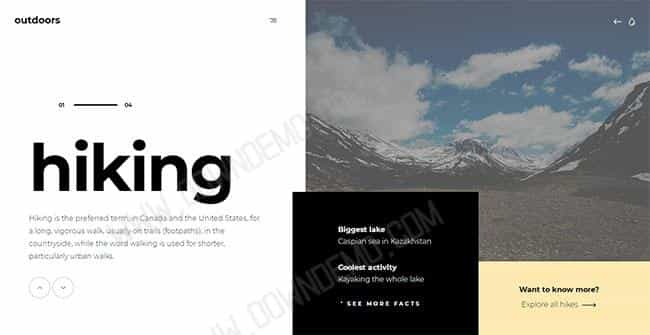 outdoors
01 04
hiking
Hiking is the preferred term, in Canada and the United States, for
a long, vigorous walk, usually on trails (footpaths), in the
countryside, while the word walking is used for shorter,
particularly urban walks.
Biggest lake
Caspian sea in Kazakhstan
Coolest activity
Kayaking the whole lake
* SEE MORE FACTS
Want to know more?
Explore all hikes
WWW.DOWNDEMO.COM
WWW.DOWNDEMO.COM